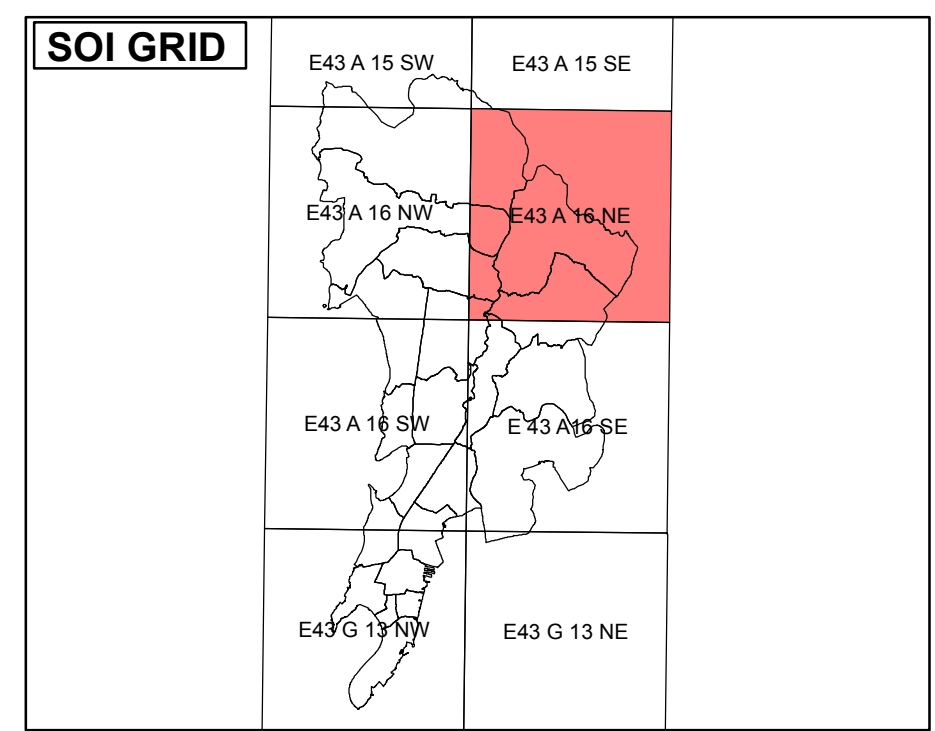 SOI GRID
E43 A 15 SW
E43 A 15 SE
E43 A 16 NW
E43 A 16 NE
E43 A 16 SW
E 43 A16 SE
E43 G 13 NW
E43 G 13 NE